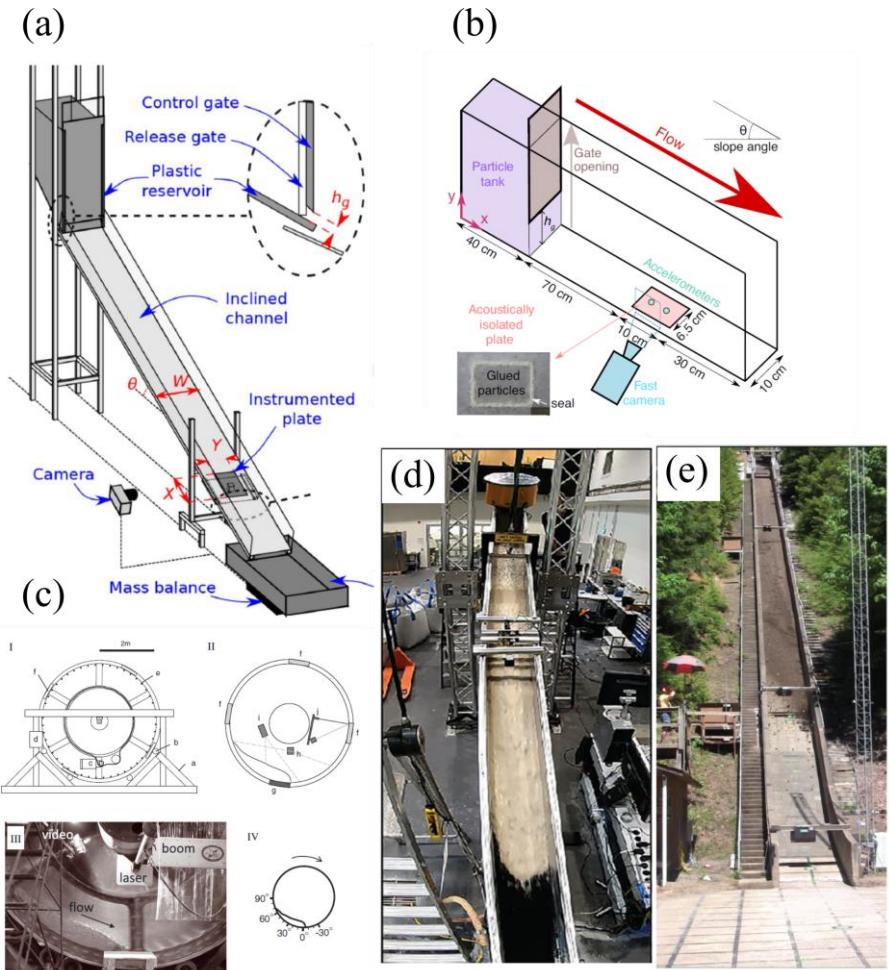 (a)
Control gate
Release gate
Plastic
reservoir
h_g
Inclined
channel
θ
W
Instrumented
plate
Y
X
Camera
Mass balance
(b)
Flow
θ
slope angle
Particle
tank
Gate
opening
y
x
h_g
40 cm
70 cm
Accelerometers
6.5 cm
10 cm
30 cm
10 cm
Acoustically
isolated
plate
Glued
particles
seal
Fast
camera
(c)
I
2m
f
e
d
c
b
a
II
f
f
f
i
j
h
g
III
video
boom
laser
flow
IV
90°
60°
30°
0°
-30°
(d)
(e)